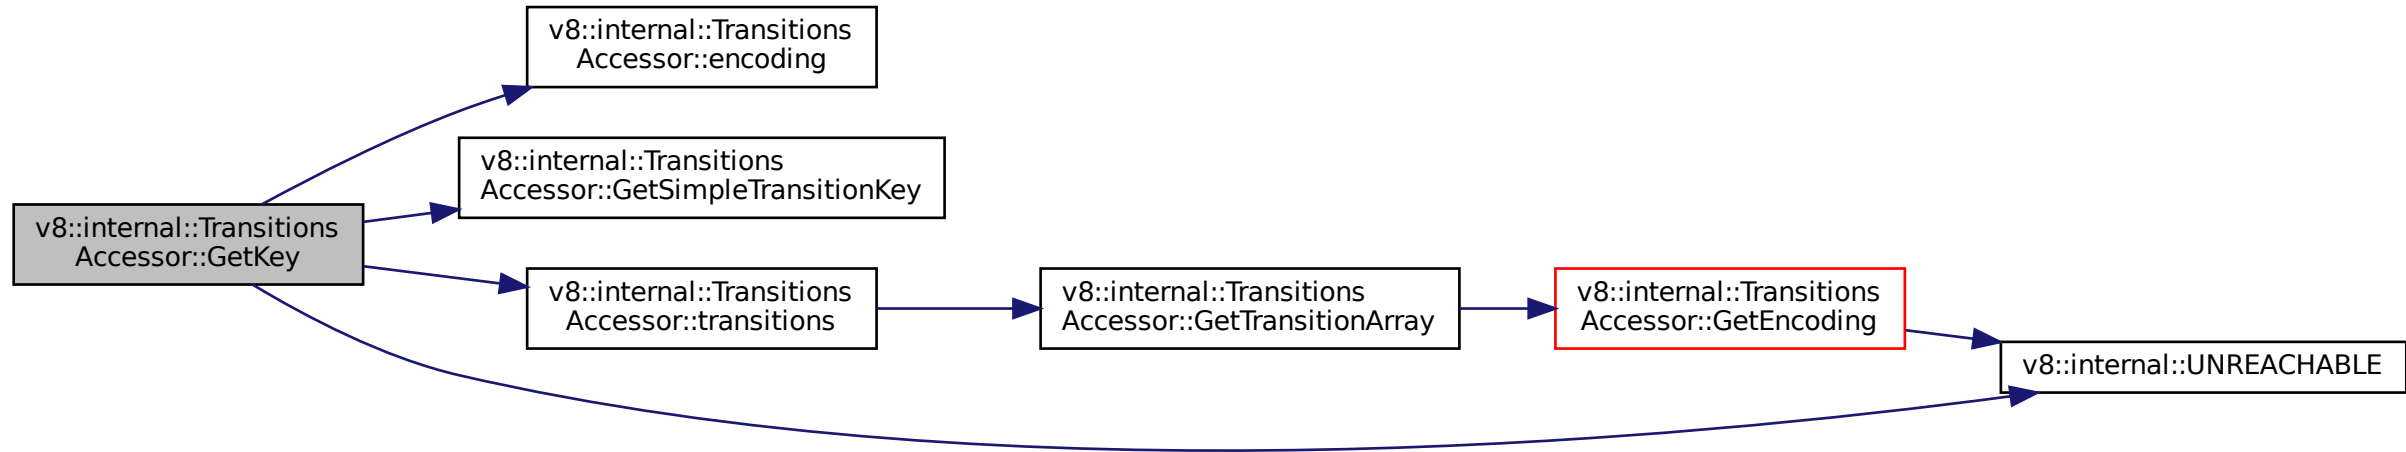 v8::internal::Transitions
Accessor::encoding
v8::internal::Transitions
Accessor::GetSimpleTransitionKey
v8::internal::Transitions
Accessor::GetKey
v8::internal::Transitions
Accessor::transitions
v8::internal::Transitions
Accessor::GetTransitionArray
v8::internal::Transitions
Accessor::GetEncoding
v8::internal::UNREACHABLE